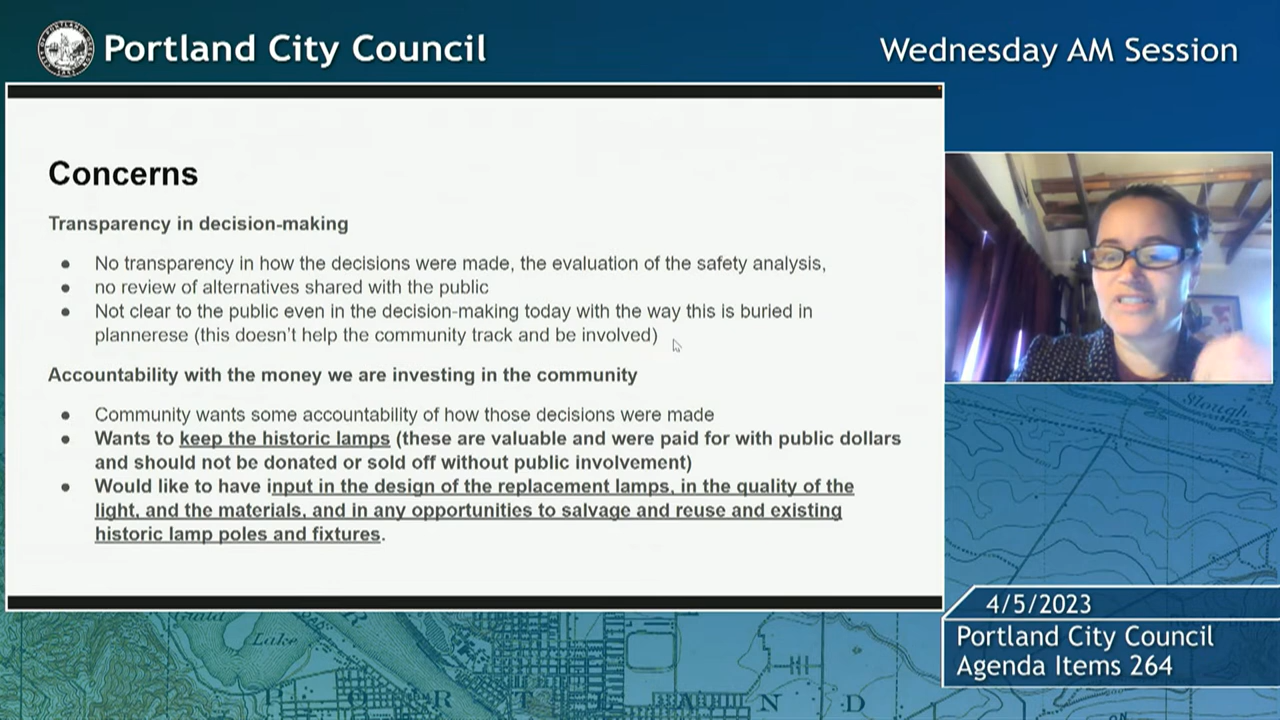 Portland City Council
Wednesday AM Session
Concerns
Transparency in decision-making
● No transparency in how the decisions were made, the evaluation of the safety analysis,
● no review of alternatives shared with the public
● Not clear to the public even in the decision-making today with the way this is buried in
plannerese (this doesn't help the community track and be involved)
Accountability with the money we are investing in the community
● Community wants some accountability of how those decisions were made
● Wants to keep the historic lamps (these are valuable and were paid for with public dollars
and should not be donated or sold off without public involvement)
● Would like to have input in the design of the replacement lamps, in the quality of the
light, and the materials, and in any opportunities to salvage and reuse and existing
historic lamp poles and fixtures.
Slough
4/5/2023
Portland City Council
Agenda Items 264
Guild
Lake
R T L A N D